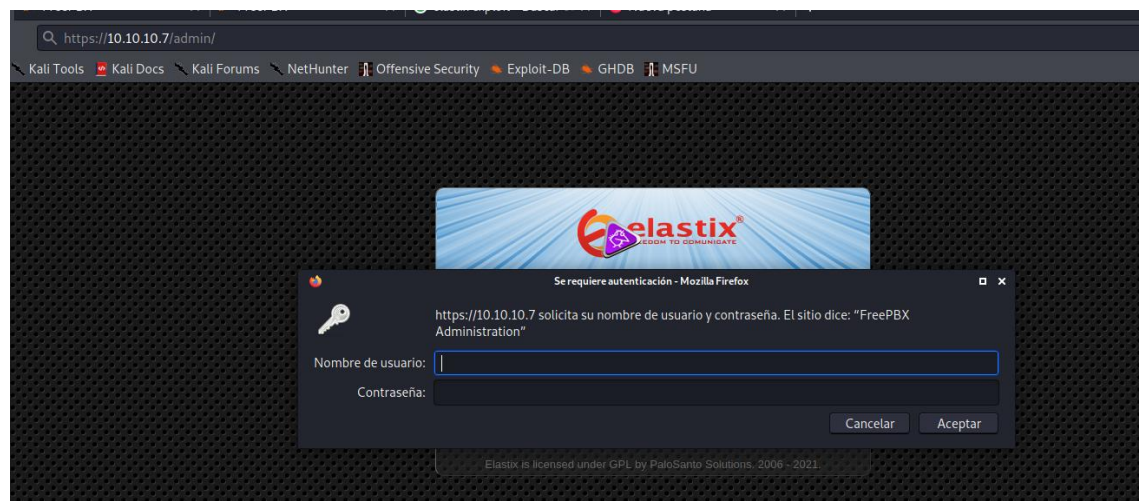 https://10.10.10.7/admin/
Kali Tools Kali Docs Kali Forums NetHunter Offensive Security Exploit-DB GHDB MSFU
elastix®
FREEDOM TO COMUNICATE
Se requiere autenticación - Mozilla Firefox
https://10.10.10.7 solicita su nombre de usuario y contraseña. El sitio dice: “FreePBX
Administration”
Nombre de usuario:
Contraseña:
Cancelar Aceptar
Elastix is licensed under GPL by PaloSanto Solutions. 2006 - 2021.